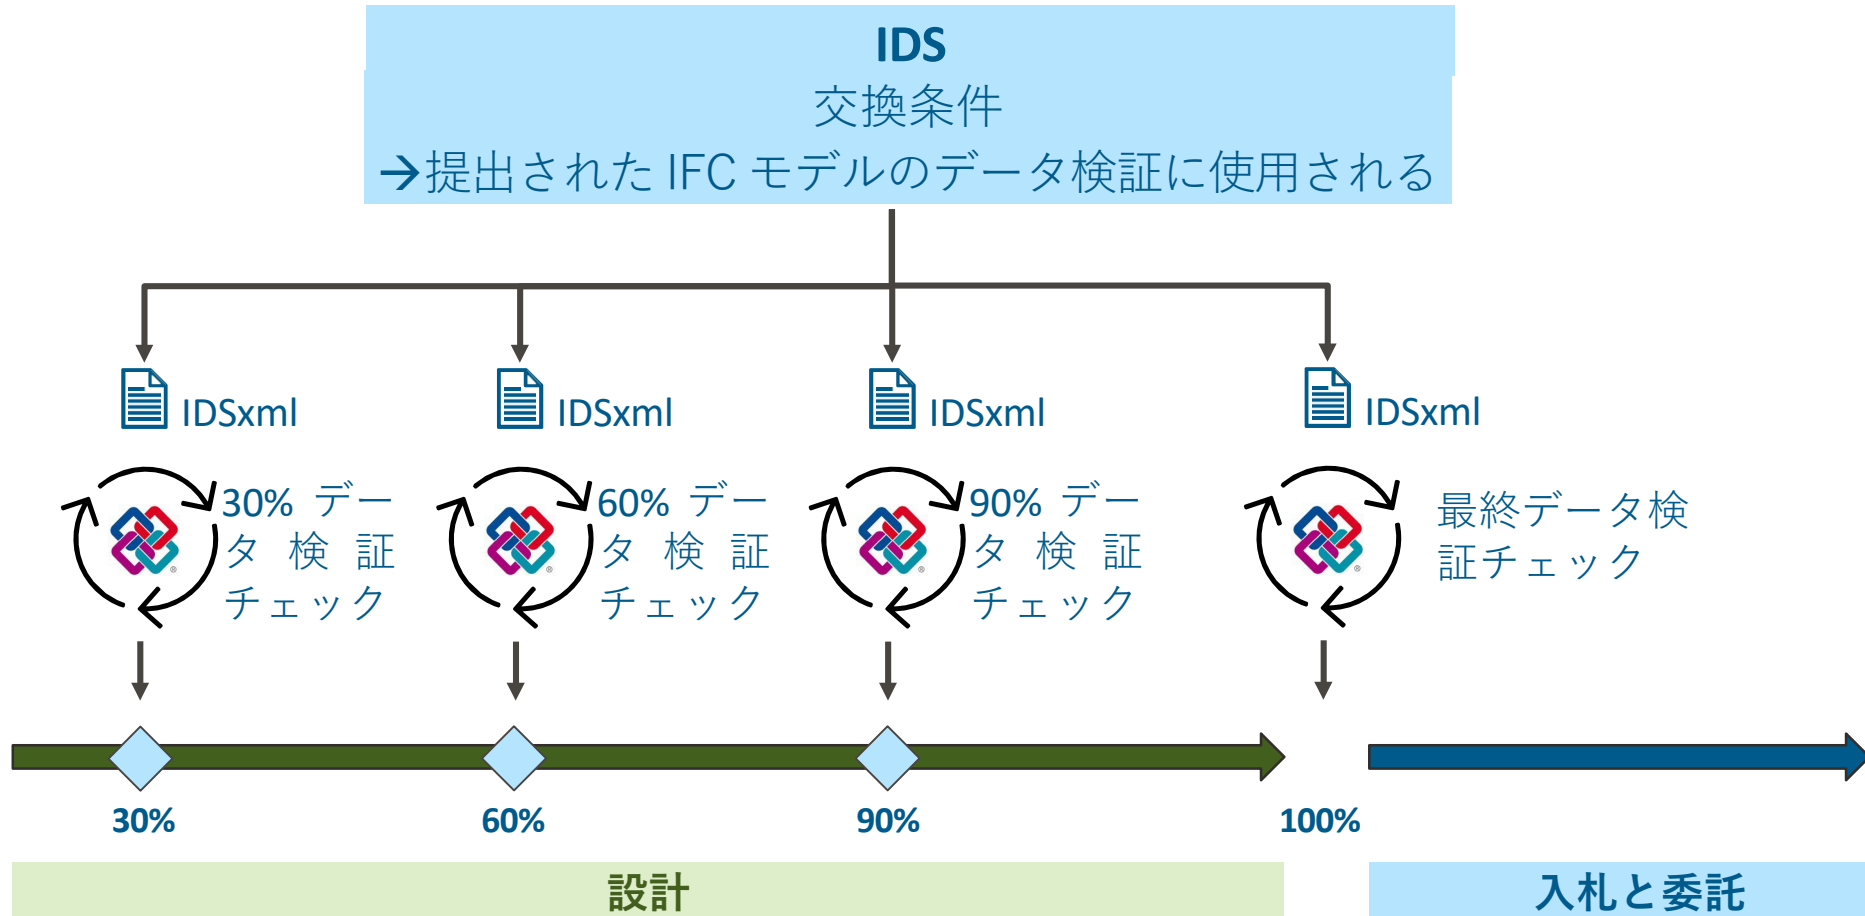 IDS
交換条件
→提出された IFC モデルのデータ検証に使用される
IDSxml
IDSxml
IDSxml
IDSxml
30% デー
タ検証
チェック
60% デー
タ検証
チェック
90% デー
タ検証
チェック
最終データ検
証チェック
30%
60%
90%
100%
設計
入札と委託